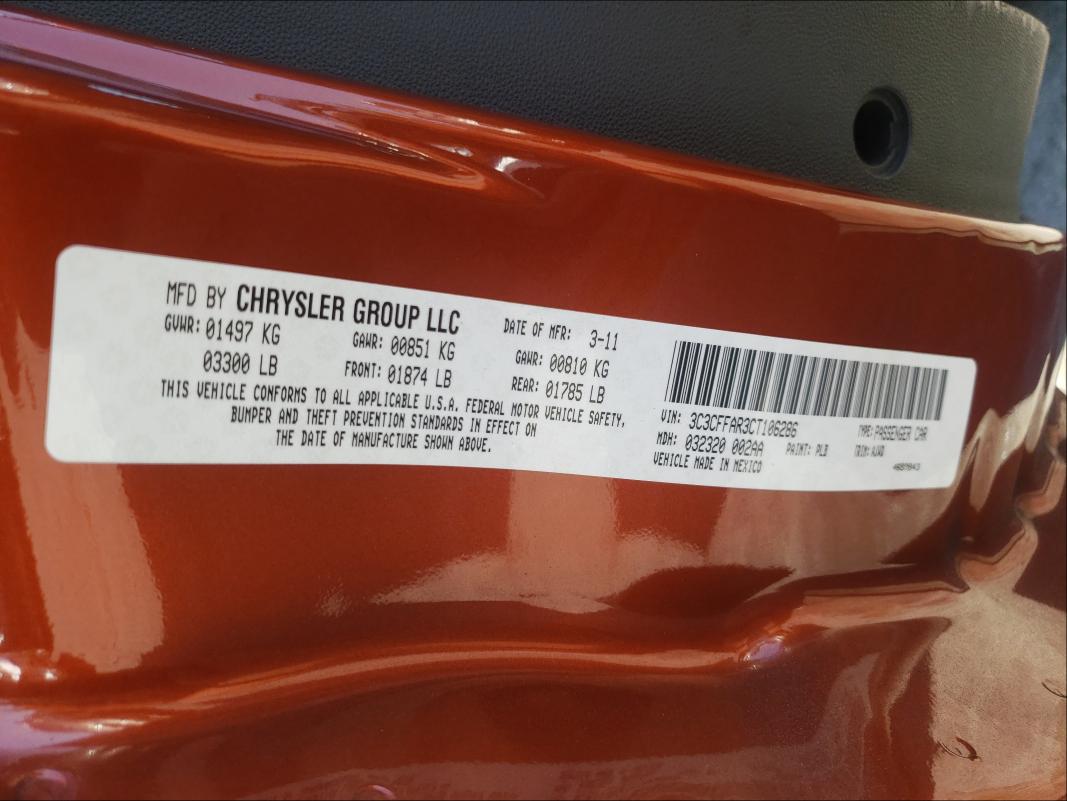 MFD BY CHRYSLER GROUP LLC DATE OF MFR: 3-11
GVWR: 01497 KG GAWR: 00851 KG GAWR: 00810 KG
03300 LB FRONT: 01874 LB REAR: 01785 LB
THIS VEHICLE CONFORMS TO ALL APPLICABLE U.S.A. FEDERAL MOTOR VEHICLE SAFETY,
BUMPER AND THEFT PREVENTION STANDARDS IN EFFECT ON
THE DATE OF MANUFACTURE SHOWN ABOVE.
VIN: 3C3CFFAR3CT106286 TYPE: PASSENGER CAR
MDH: 032320 002AA PAINT: PLB TRIM:
VEHICLE MADE IN MEXICO